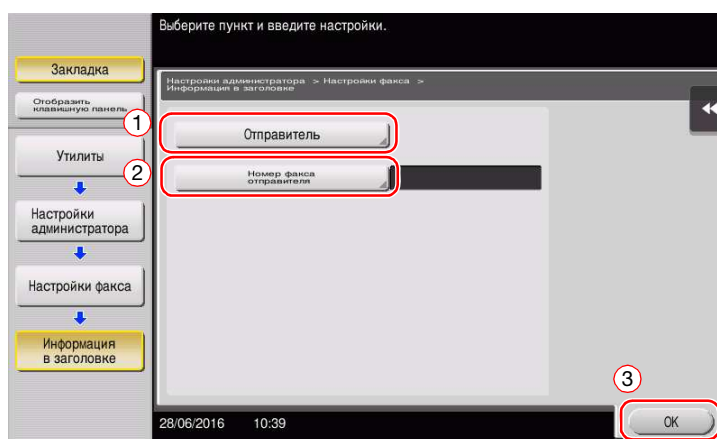 Выберите пункт и введите настройки.
Закладка
Настройки администратора > Настройки факса >
Информация в заголовке
Отобразить
клавишную панель
1
Отправитель
2
Номер факса
отправителя
Утилиты
Настройки
администратора
Настройки факса
Информация
в заголовке
3
28/06/2016 10:39
OK